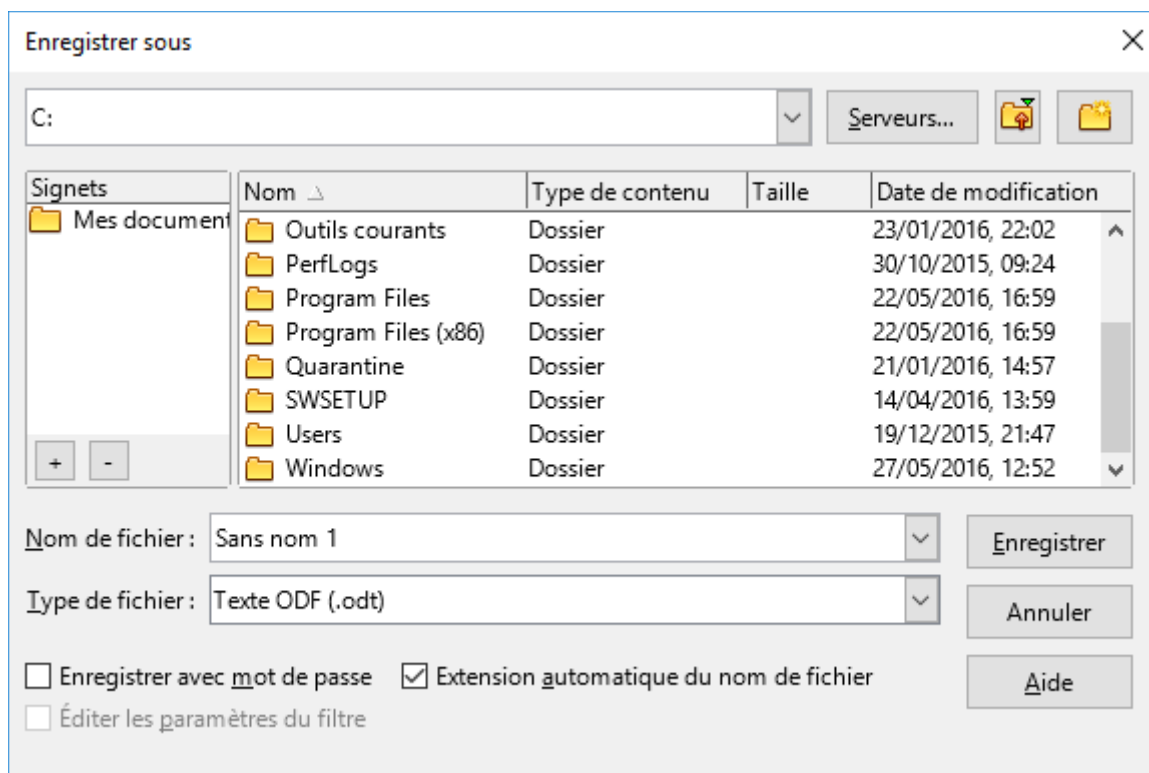 Enregistrer sous
C:
Serveurs...
Signets
Mes document
Nom Type de contenu Taille Date de modification
Outils courants Dossier 23/01/2016, 22:02
PerfLogs Dossier 30/10/2015, 09:24
Program Files Dossier 22/05/2016, 16:59
Program Files (x86) Dossier 22/05/2016, 16:59
Quarantine Dossier 21/01/2016, 14:57
SWSETUP Dossier 14/04/2016, 13:59
Users Dossier 19/12/2015, 21:47
Windows Dossier 27/05/2016, 12:52
+ -
Nom de fichier : Sans nom 1 Enregistrer
Type de fichier : Texte ODF (.odt) Annuler
Enregistrer avec mot de passe Extension automatique du nom de fichier Aide
Éditer les paramètres du filtre